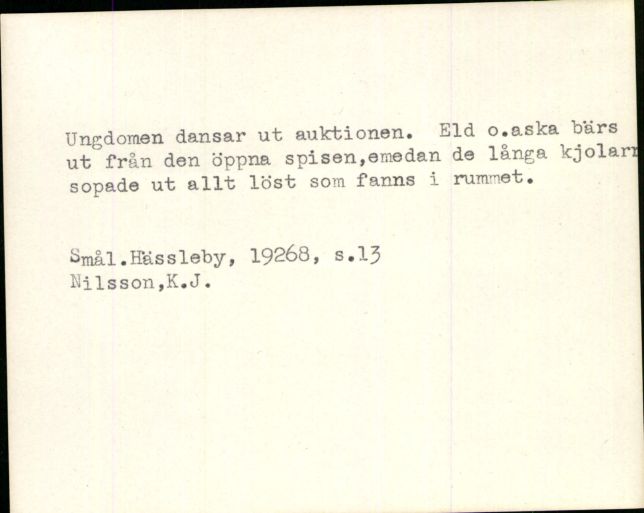 Ungdomen dansar ut auktionen. Eld o.aska bärs
ut från den öppna spisen,emedan de långa kjolarn
sopade ut allt löst som fanns i rummet.
Smål.Hässleby, 19268, s.13
Nilsson,K.J.